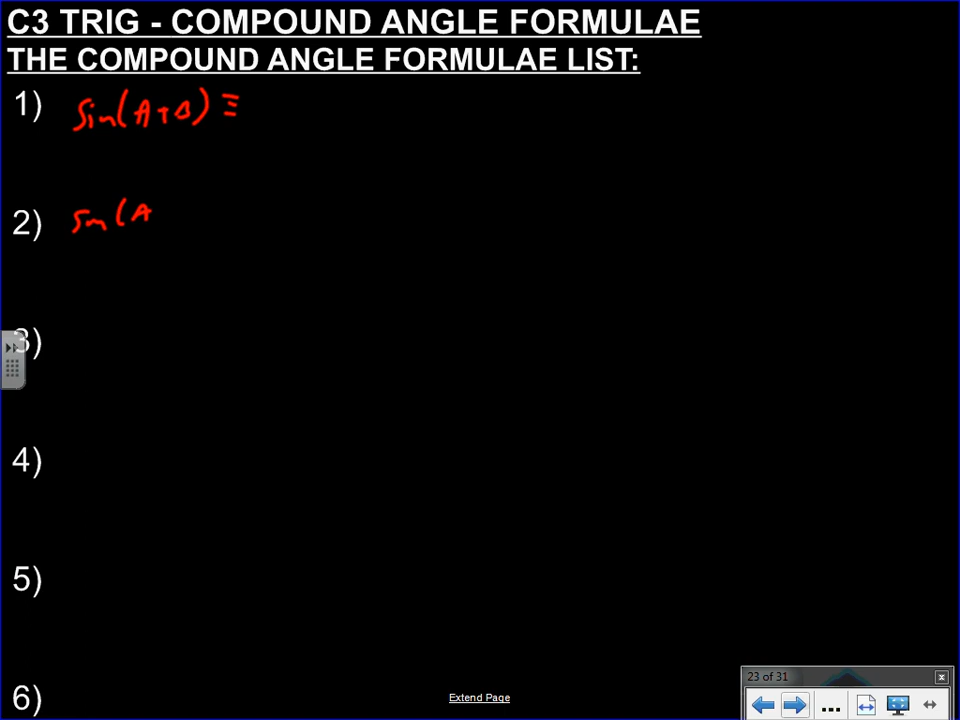 C3 TRIG - COMPOUND ANGLE FORMULAE
THE COMPOUND ANGLE FORMULAE LIST:
1) Sin(A+B) ≡
2) Sin(A
3)
4)
5)
6)
Extend Page
23 of 31